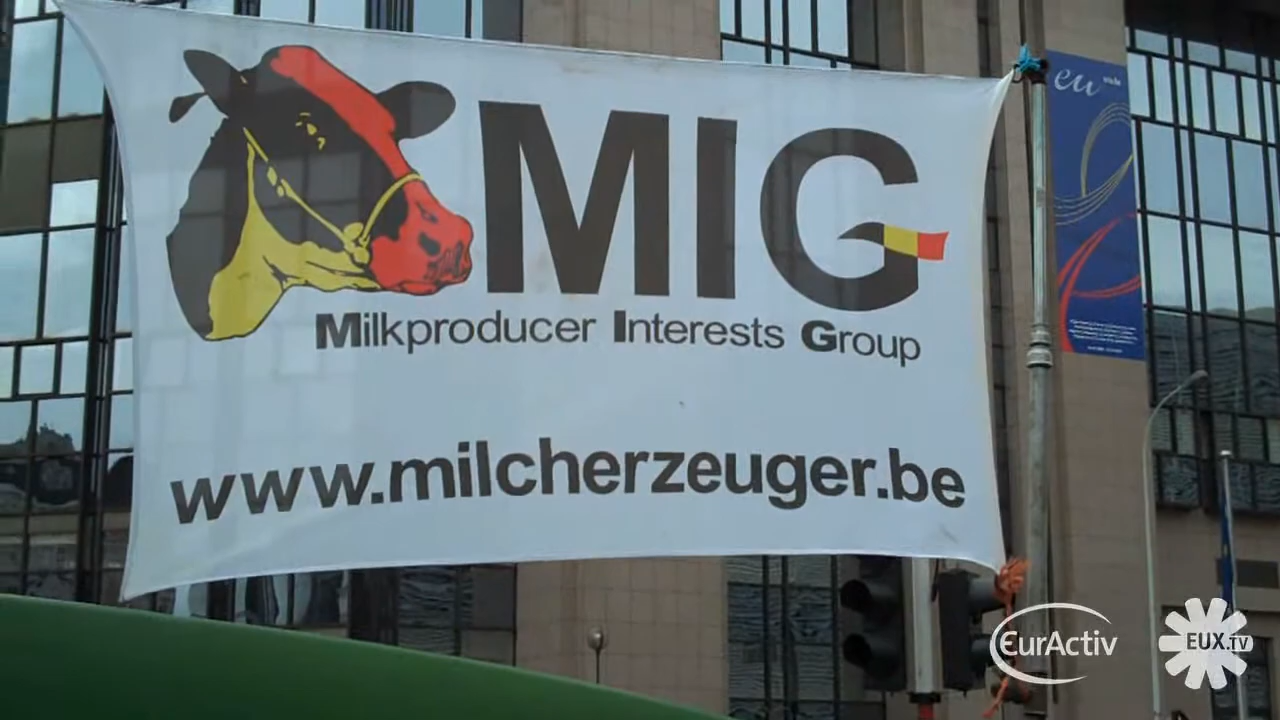 MIG
Milkproducer Interests Group
www.milcherzeuger.be
eu
EurActiv
EUX.tv